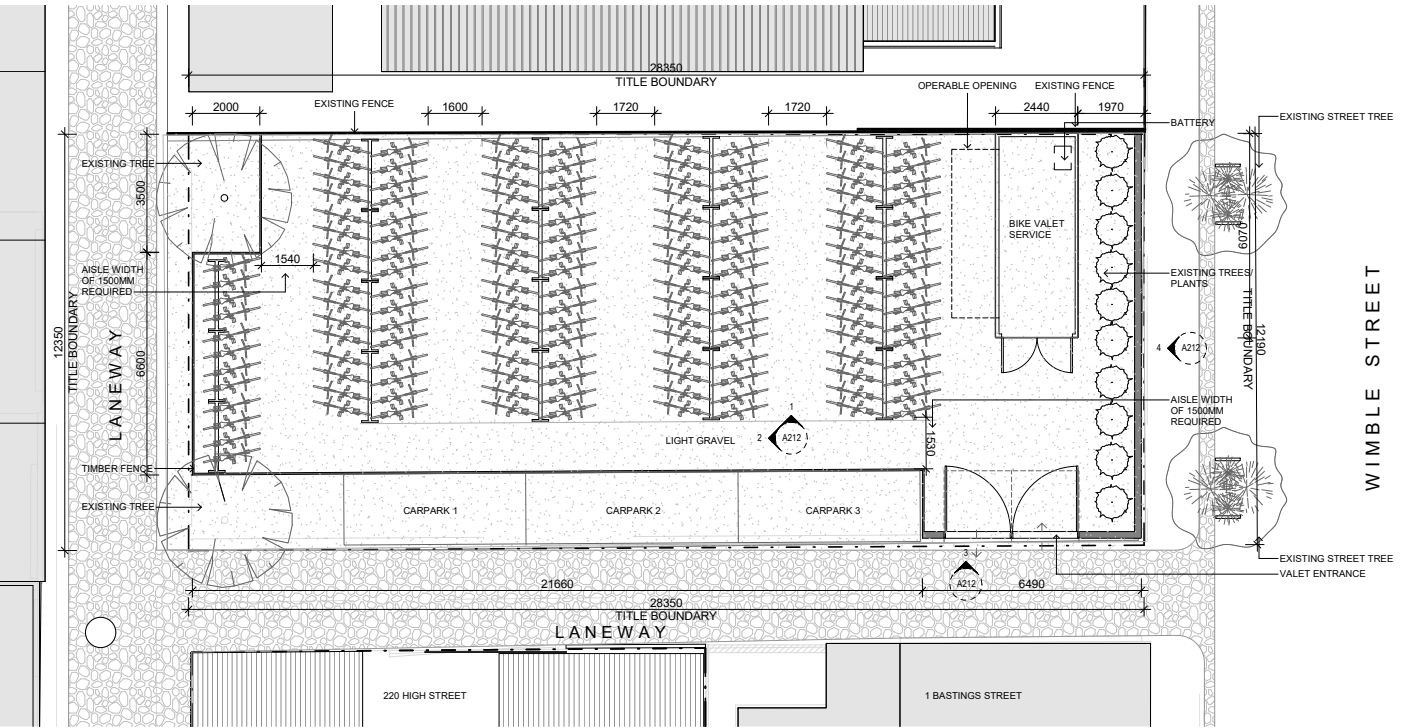 28350
TITLE BOUNDARY
OPERABLE OPENING
EXISTING FENCE
2000
EXISTING FENCE
1600
1720
1720
2440
1970
BATTERY
EXISTING STREET TREE
EXISTING TREE
3500
BIKE VALET
SERVICE
6070
1540
AISLE WIDTH
OF 1500MM
REQUIRED
EXISTING TREES/
PLANTS
12350
TITLE BOUNDARY
LANEWAY
6600
TITLE BOUNDARY
12190
WIMBLE STREET
4
A212
AISLE WIDTH
OF 1500MM
REQUIRED
1
2
A212
LIGHT GRAVEL
1530
TIMBER FENCE
EXISTING TREE
CARPARK 1
CARPARK 2
CARPARK 3
3
A212
EXISTING STREET TREE
VALET ENTRANCE
21660
6490
28350
TITLE BOUNDARY
LANEWAY
220 HIGH STREET
1 BASTINGS STREET